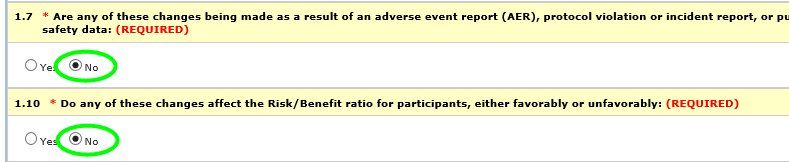 1.7 * Are any of these changes being made as a result of an adverse event report (AER), protocol violation or incident report, or
safety data: (REQUIRED)
Yes No
1.10 * Do any of these changes affect the Risk/Benefit ratio for participants, either favorably or unfavorably: (REQUIRED)
Yes No